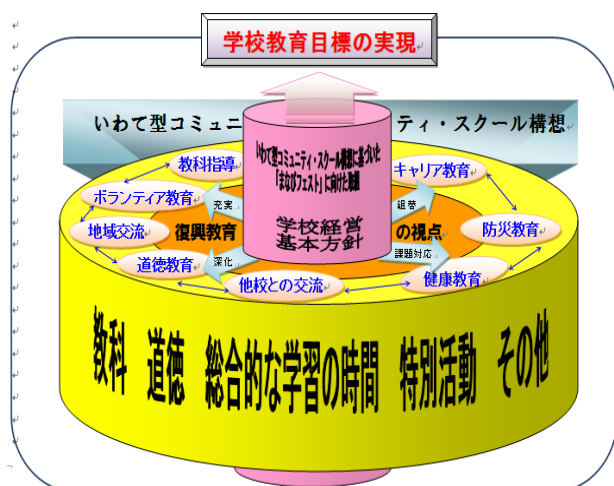 学校教育目標の実現
いわて型コミュニティ・スクール構想
いわて型コミュニティ・スクール構想に基づいた
「まなびフェスト」に向けた取組
学校経営
基本方針
教科指導
キャリア教育
ボランティア教育
充実
組替
地域交流
復興教育
の視点
防災教育
道徳教育
深化
課題対応
他校との交流
健康教育
教科 道徳 総合的な学習の時間 特別活動 その他